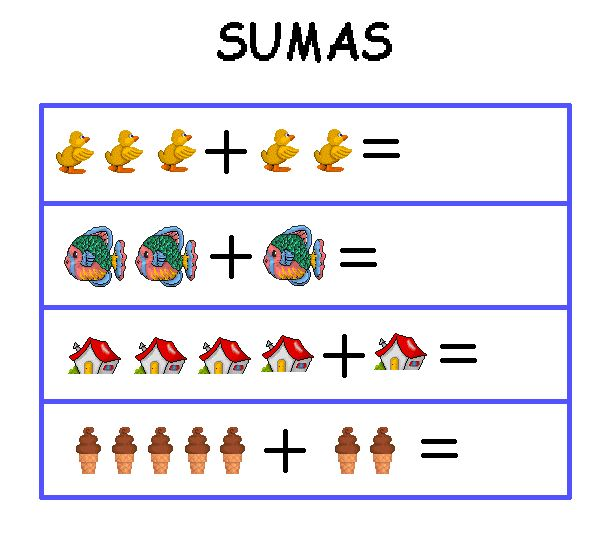 SUMAS
+ =
+ =
+ =
+ =